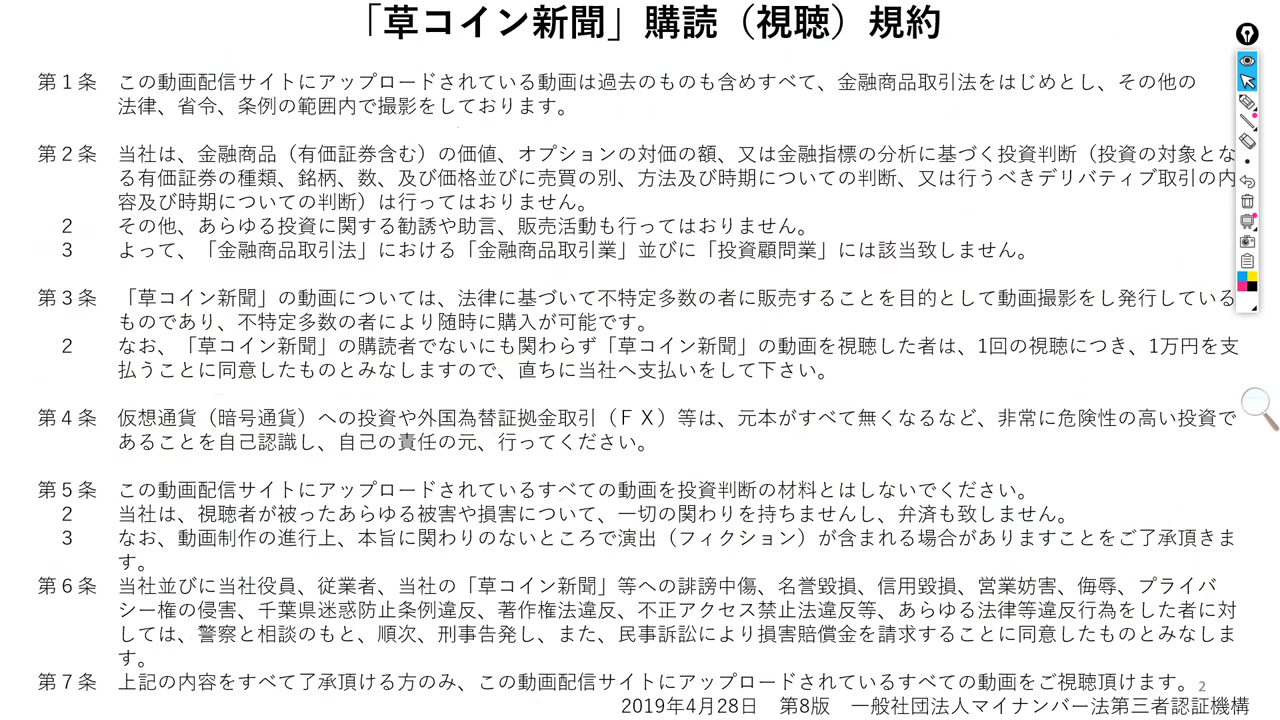 「草コイン新聞」購読（視聴）規約
第１条　この動画配信サイトにアップロードされている動画は過去のものも含めすべて、金融商品取引法をはじめとし、その他の
法律、省令、条例の範囲内で撮影をしております。
第２条　当社は、金融商品（有価証券含む）の価値、オプションの対価の額、又は金融指標の分析に基づく投資判断（投資の対象とな
る有価証券の種類、銘柄、数、及び価格並びに売買の別、方法及び時期についての判断、又は行うべきデリバティブ取引の内
容及び時期についての判断）は行ってはおりません。
２　その他、あらゆる投資に関する勧誘や助言、販売活動も行ってはおりません。
３　よって、「金融商品取引法」における「金融商品取引業」並びに「投資顧問業」には該当致しません。
第３条　「草コイン新聞」の動画については、法律に基づいて不特定多数の者に販売することを目的として動画撮影をし発行している
ものであり、不特定多数の者により随時に購入が可能です。
２　なお、「草コイン新聞」の購読者でないにも関わらず「草コイン新聞」の動画を視聴した者は、1回の視聴につき、1万円を支
払うことに同意したものとみなしますので、直ちに当社へ支払いをして下さい。
第４条　仮想通貨（暗号通貨）への投資や外国為替証拠金取引（ＦＸ）等は、元本がすべて無くなるなど、非常に危険性の高い投資で
あることを自己認識し、自己の責任の元、行ってください。
第５条　この動画配信サイトにアップロードされているすべての動画を投資判断の材料とはしないでください。
２　当社は、視聴者が被ったあらゆる被害や損害について、一切の関わりを持ちませんし、弁済も致しません。
３　なお、動画制作の進行上、本旨に関わりのないところで演出（フィクション）が含まれる場合がありますことをご了承頂きま
す。
第６条　当社並びに当社役員、従業者、当社の「草コイン新聞」等への誹謗中傷、名誉毀損、信用毀損、営業妨害、侮辱、プライバ
シー権の侵害、千葉県迷惑防止条例違反、著作権法違反、不正アクセス禁止法違反等、あらゆる法律等違反行為をした者に対
しては、警察と相談のもと、順次、刑事告発し、また、民事訴訟により損害賠償金を請求することに同意したものとみなしま
す。
第７条　上記の内容をすべて了承頂ける方のみ、この動画配信サイトにアップロードされているすべての動画をご視聴頂けます。 2
2019年4月28日　第8版　一般社団法人マイナンバー法第三者認証機構